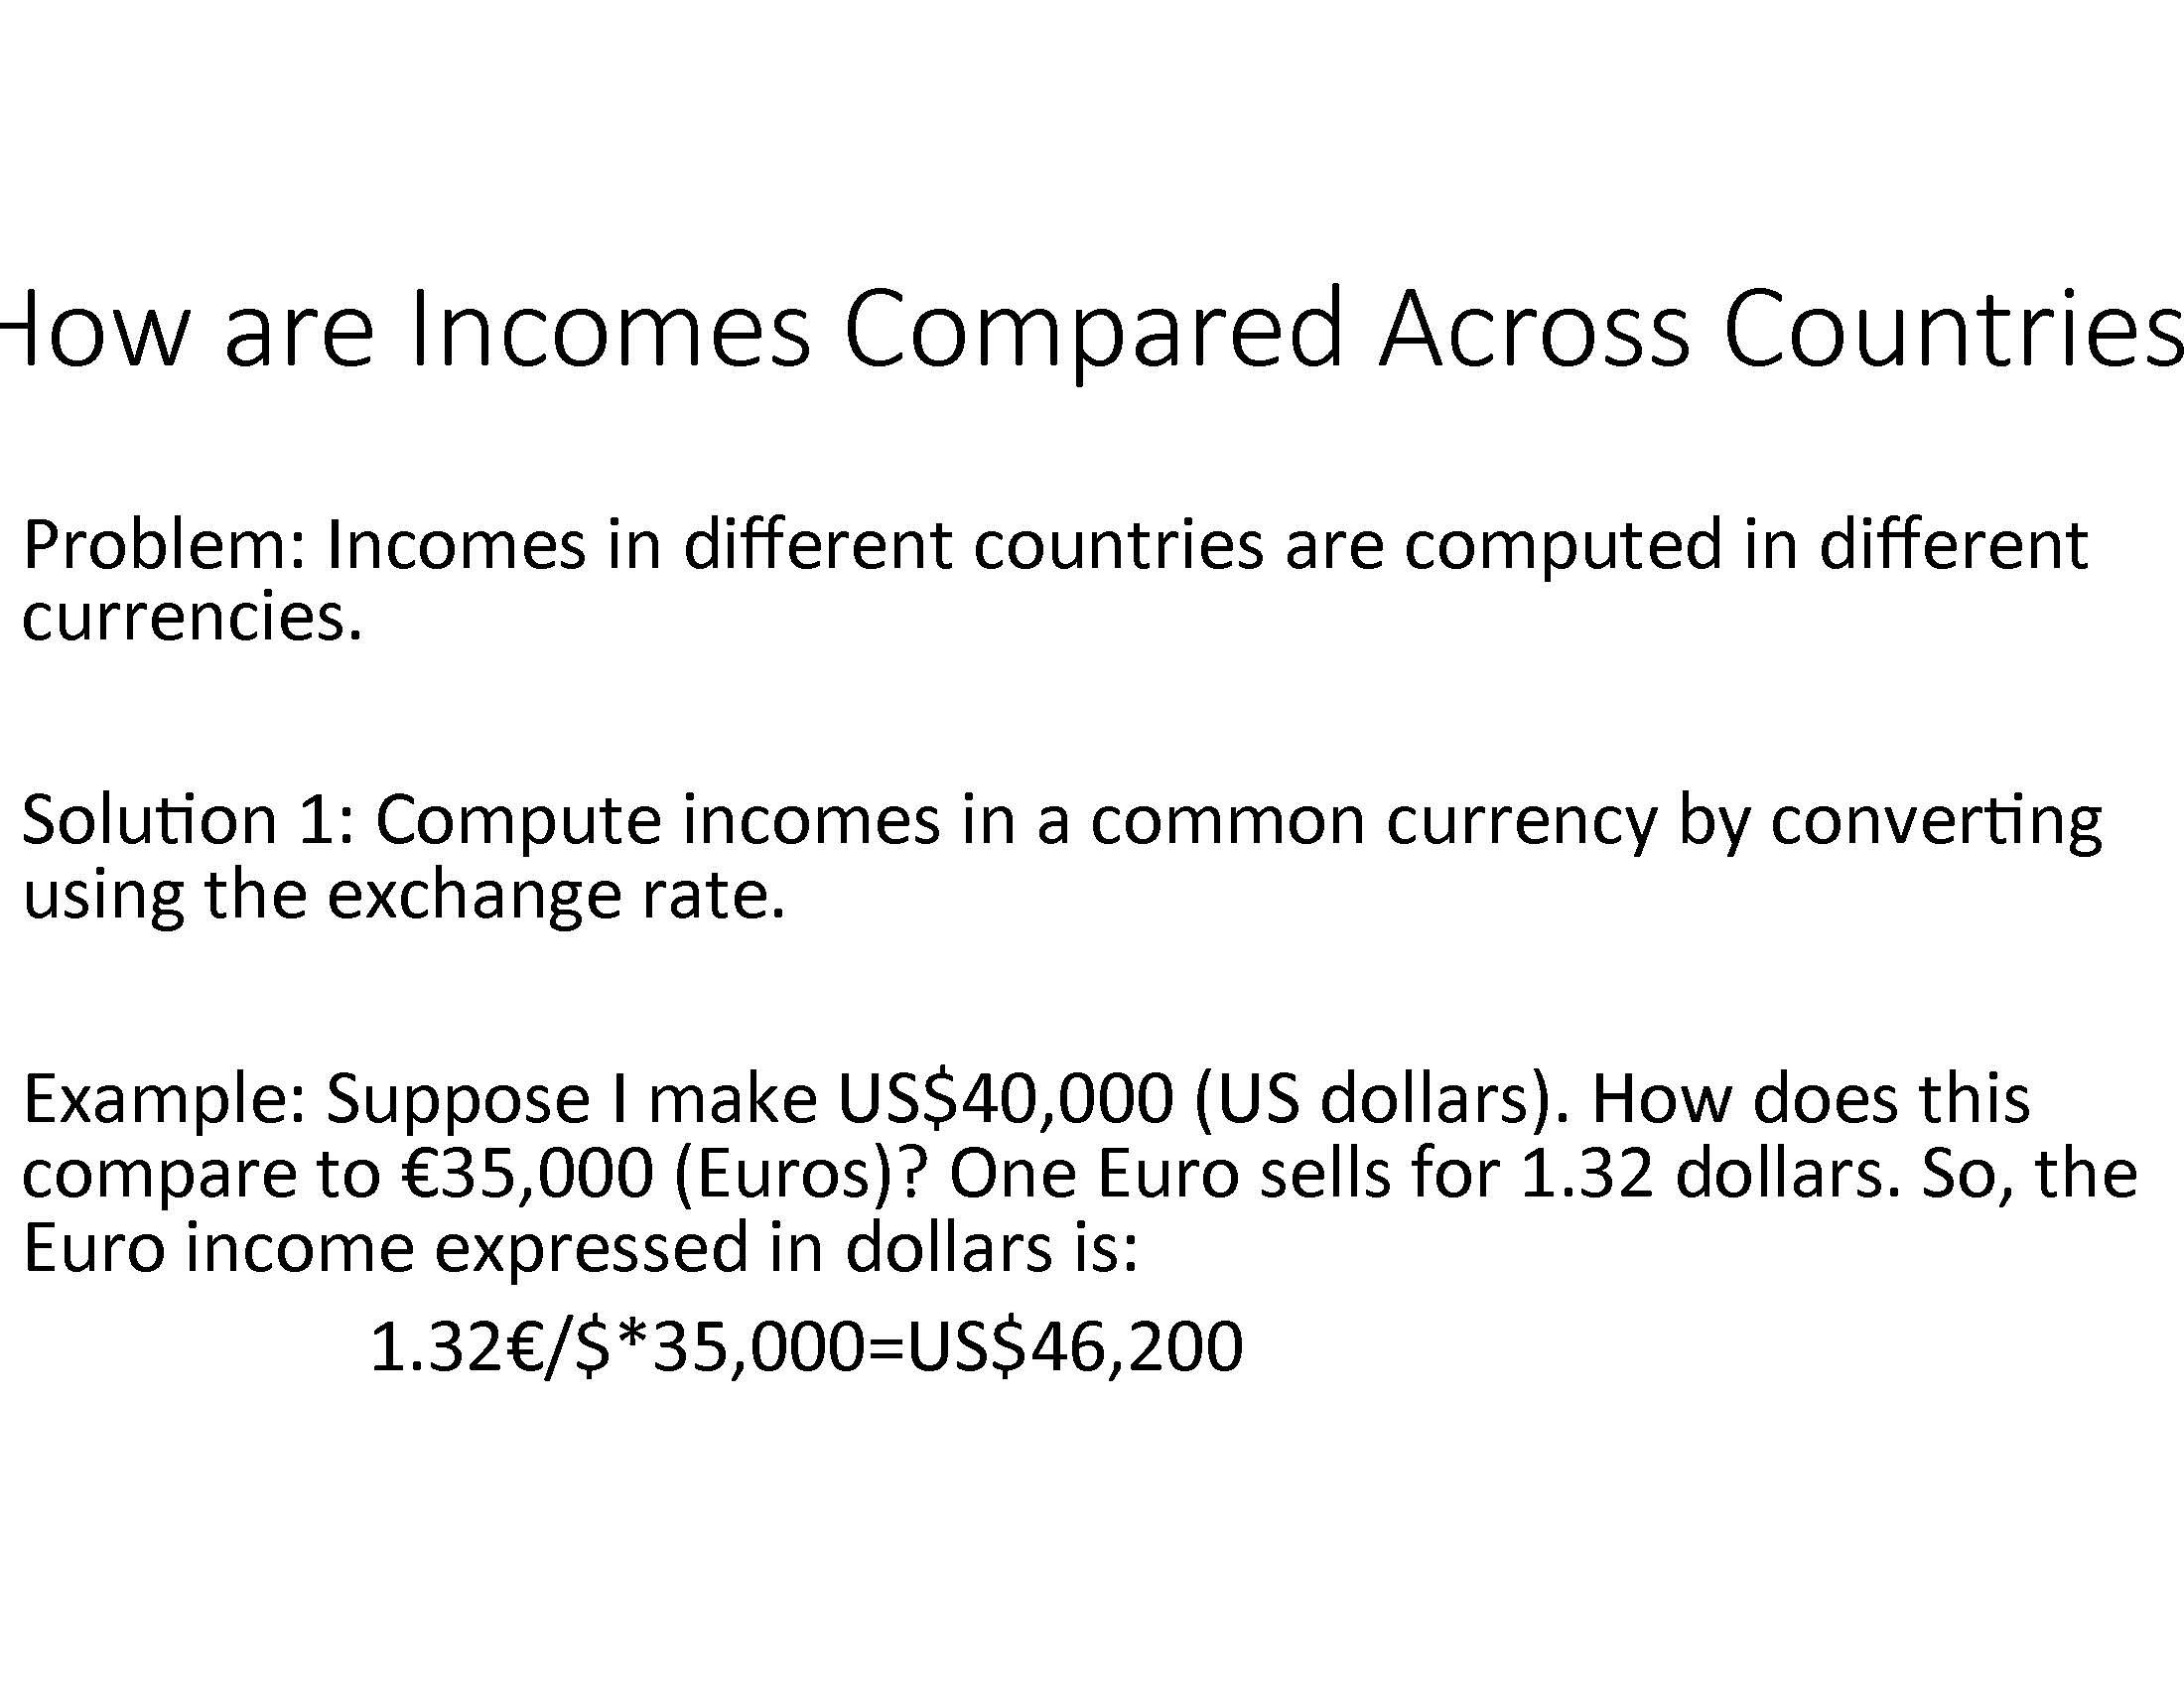 How are Incomes Compared Across Countries
Problem: Incomes in different countries are computed in different
currencies.
Solution 1: Compute incomes in a common currency by converting
using the exchange rate.
Example: Suppose I make US$40,000 (US dollars). How does this
compare to €35,000 (Euros)? One Euro sells for 1.32 dollars. So, the
Euro income expressed in dollars is:
1.32€/$*35,000=US$46,200